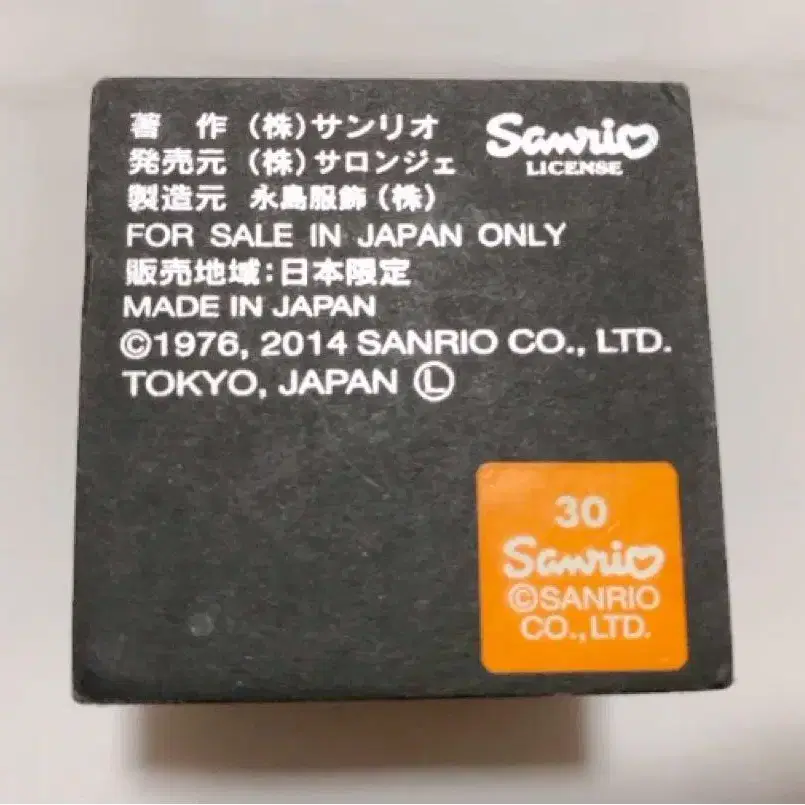 著 作 (株)サンリオ
Sanrio
LICENSE
発売元 (株)サロンジェ
製造元 永島服飾(株)
FOR SALE IN JAPAN ONLY
販売地域:日本限定
MADE IN JAPAN
©1976, 2014 SANRIO CO., LTD.
TOKYO, JAPAN Ⓛ
30
Sanrio
©SANRIO
CO., LTD.